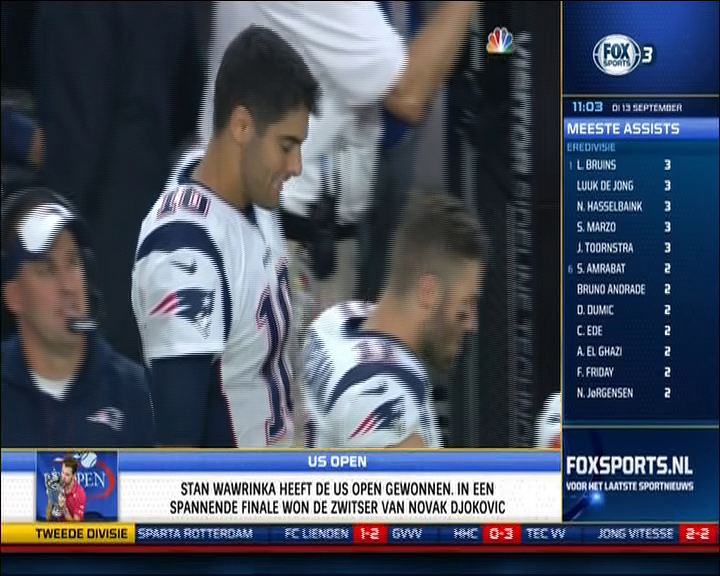 FOX
SPORTS 3
11:03 DI 13 SEPTEMBER
MEESTE ASSISTS
EREDIVISIE
1 L. BRUINS 3
LUUK DE JONG 3
N. HASSELBAINK 3
S. MARZO 3
J. TOORNSTRA 3
6 S. AMRABAT 2
BRUNO ANDRADE 2
D. DUMIC 2
C. EDE 2
A. EL GHAZI 2
F. FRIDAY 2
N. JøRGENSEN 2
10
10
SIDELINE
US OPEN
STAN WAWRINKA HEEFT DE US OPEN GEWONNEN. IN EEN
SPANNENDE FINALE WON DE ZWITSER VAN NOVAK DJOKOVIC
FOXSPORTS.NL
VOOR HET LAATSTE SPORTNIEUWS
TWEEDE DIVISIE SPARTA ROTTERDAM FC LIENDEN 1-2 GVVV HHC 0-3 TEC VV JONG VITESSE 2-2